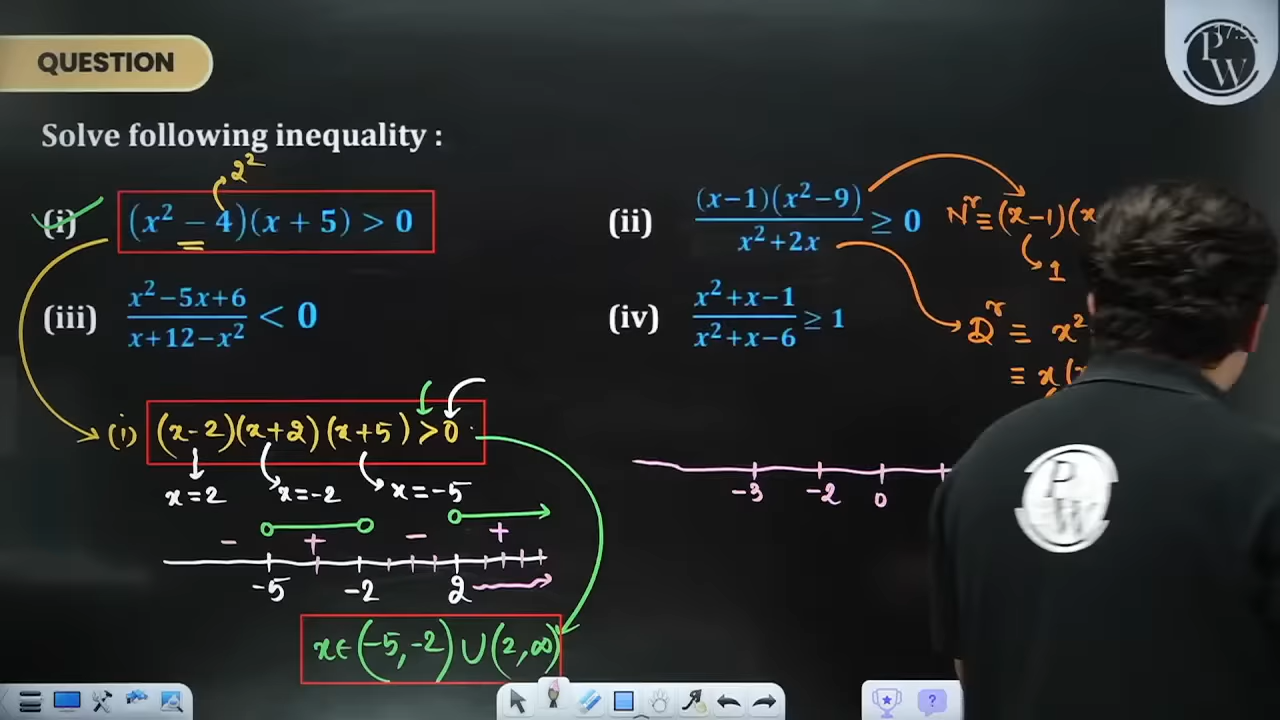 QUESTION
Solve following inequality :
2²
(i) (x² − 4)(x + 5) > 0
(ii) (x−1)(x²−9) / x²+2x ≥ 0
Nʳ ≡ (x−1)(x
1
(iii) x²−5x+6 / x+12−x² < 0
(iv) x²+x−1 / x²+x−6 ≥ 1
Dʳ ≡ x²
≡ x(
(i) (x-2)(x+2)(x+5) > 0
x=2 x=-2 x=-5
- + - +
-5 -2 2
-3 -2 0
x∈(-5,-2)∪(2,∞)
PW
PW